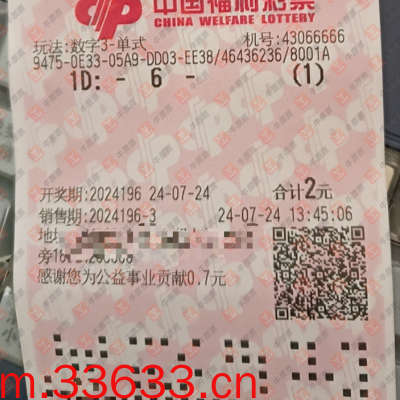 中国福利彩票
CHINA WELFARE LOTTERY
玩法:数字3-单式 机号:43066666
9475-0E33-05A9-DD03-EE38/46436236/8001A
1D: - 6 - (1)
开奖期:2024196 24-07-24 合计2元
销售期:2024196-3 24-07-24 13:45:06
地址
旁1
感谢您为公益事业贡献0.7元
m.33633.cn